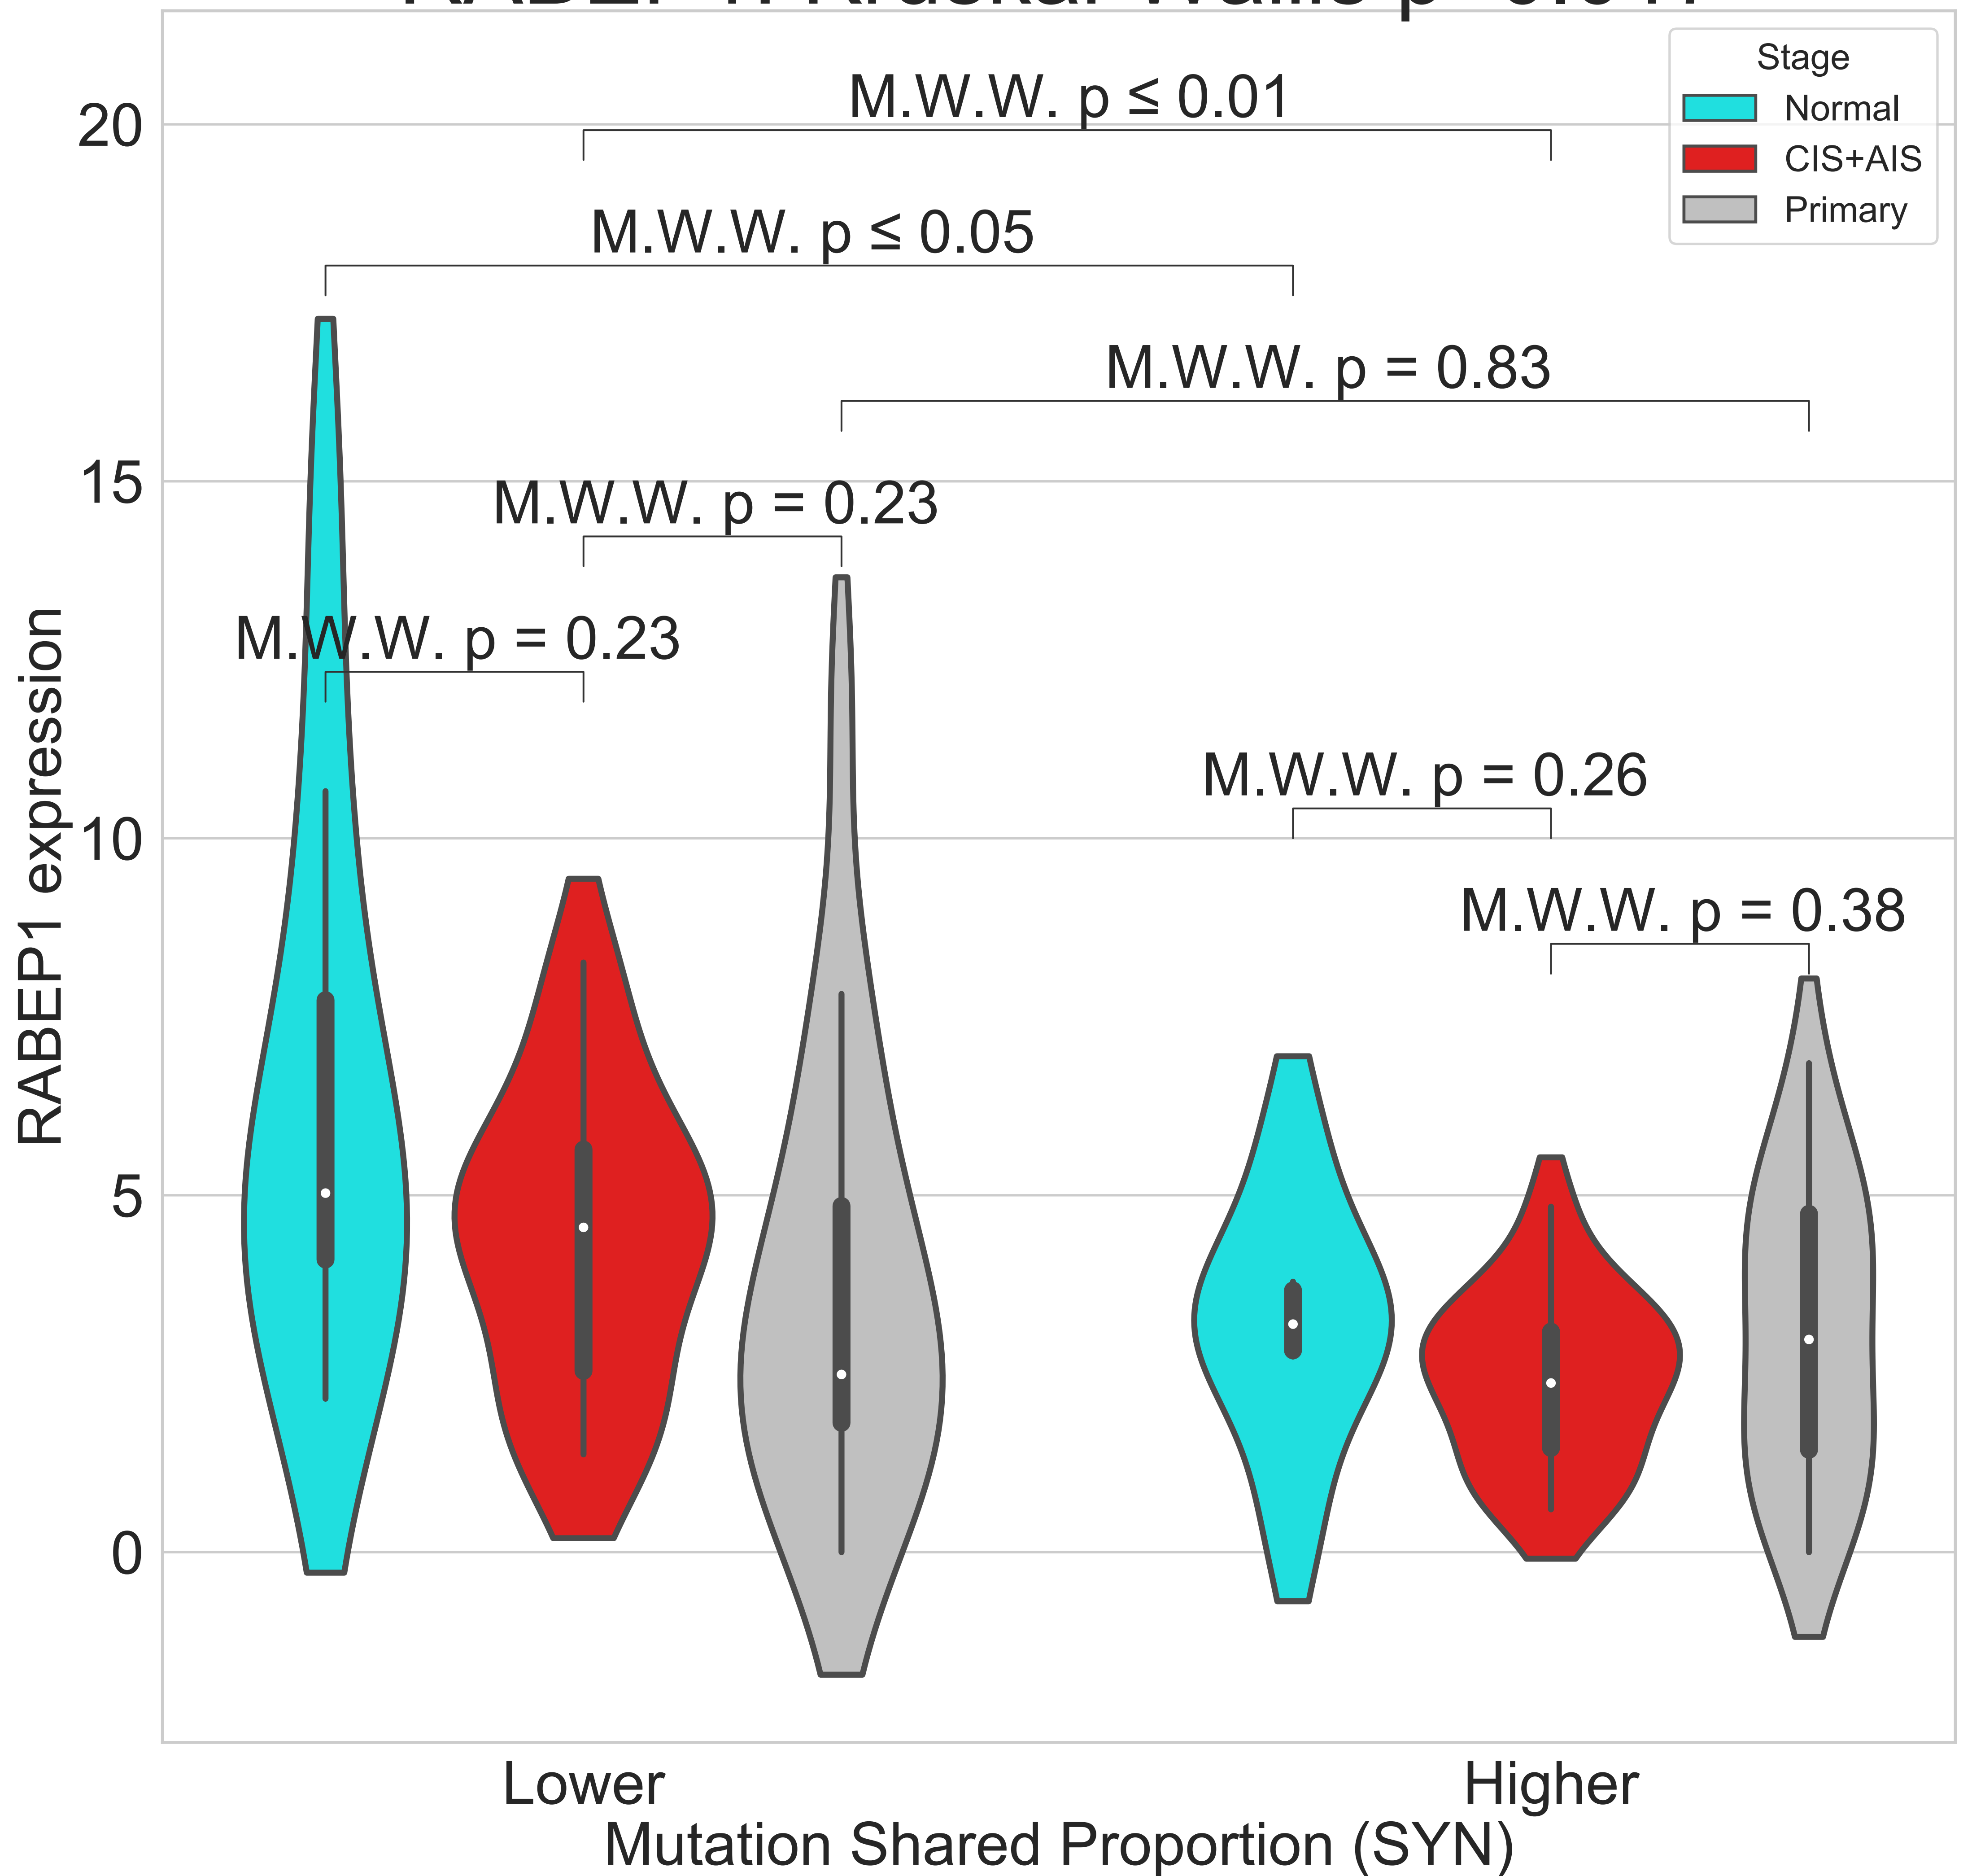 Stage
Normal
CIS+AIS
Primary
M.W.W. p ≤ 0.01
M.W.W. p ≤ 0.05
M.W.W. p = 0.83
M.W.W. p = 0.23
M.W.W. p = 0.23
M.W.W. p = 0.26
M.W.W. p = 0.38
20
15
10
5
0
RABEP1 expression
Lower
Higher
Mutation Shared Proportion (SYN)